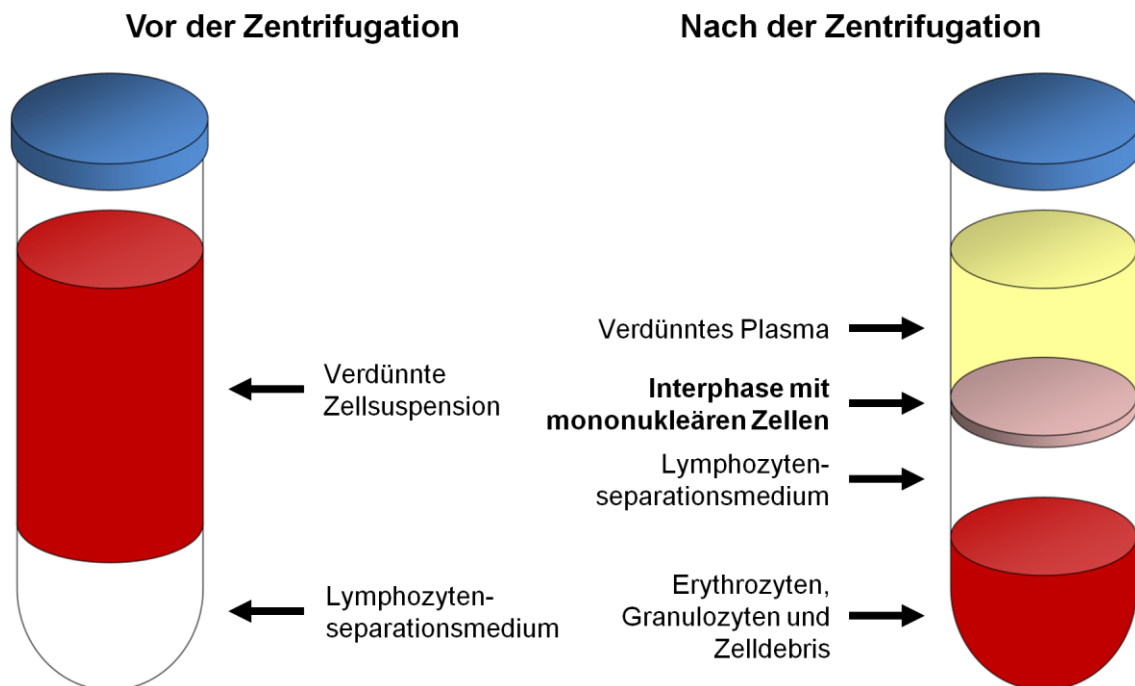 Vor der Zentrifugation
Nach der Zentrifugation
Verdünnte
Zellsuspension
Lymphozyten-
separationsmedium
Verdünntes Plasma
Interphase mit
mononukleären Zellen
Lymphozyten-
separationsmedium
Erythrozyten,
Granulozyten und
Zelldebris